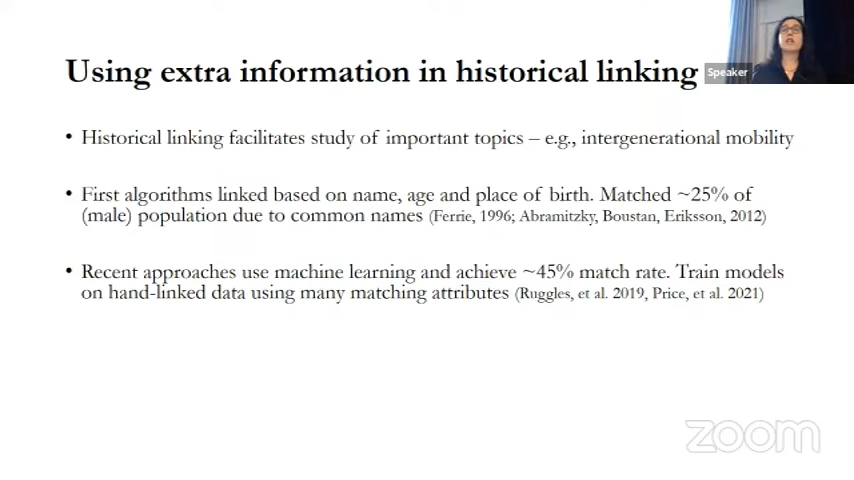 Using extra information in historical linking
Speaker
• Historical linking facilitates study of important topics – e.g., intergenerational mobility
• First algorithms linked based on name, age and place of birth. Matched ~25% of
(male) population due to common names (Ferrie, 1996; Abramitzky, Boustan, Eriksson, 2012)
• Recent approaches use machine learning and achieve ~45% match rate. Train models
on hand-linked data using many matching attributes (Ruggles, et al. 2019, Price, et al. 2021)
zoom